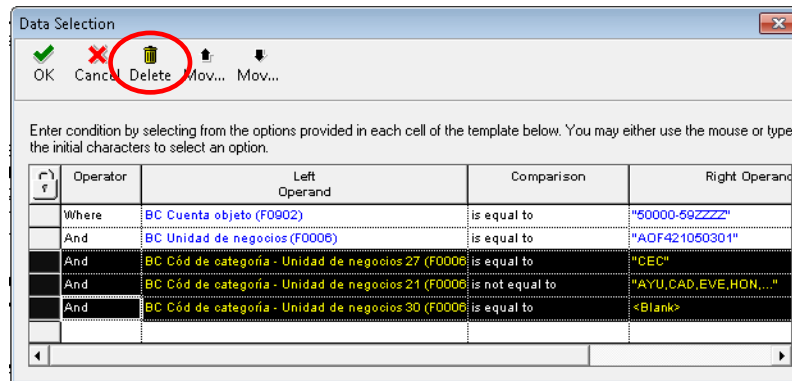 Data Selection
OK Cancel Delete Mov... Mov...
Enter condition by selecting from the options provided in each cell of the template below. You may either use the mouse or type
the initial characters to select an option.
Operator Left Operand Comparison Right Operand
Where BC Cuenta objeto (F0902) is equal to "50000-59ZZZZ"
And BC Unidad de negocios (F0006) is equal to "AOF421050301"
And BC Cód de categoría - Unidad de negocios 27 (F0006 is equal to "CEC"
And BC Cód de categoría - Unidad de negocios 21 (F0006 is not equal to "AYU,CAD,EVE,HON,..."
And BC Cód de categoría - Unidad de negocios 30 (F0006 is equal to <Blank>